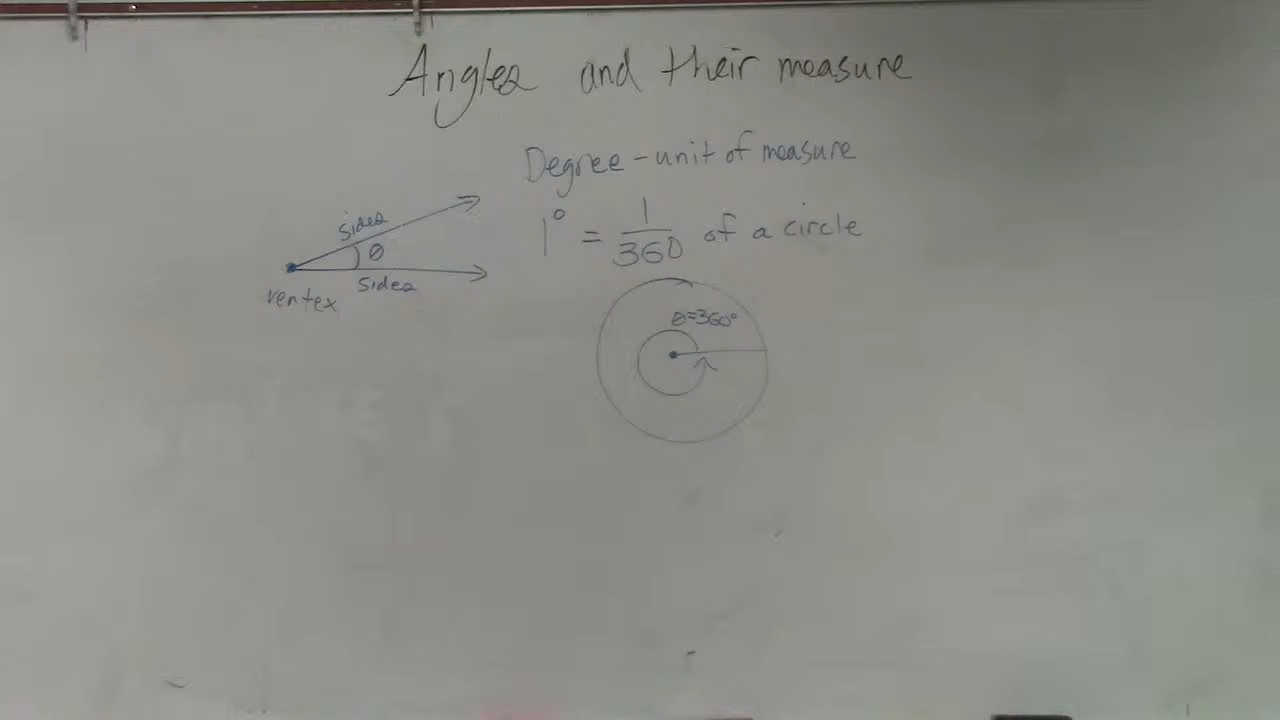 Angles and their measure
Degree - unit of measure
1° = 1/360 of a circle
sides
θ
sides
vertex
θ=360°